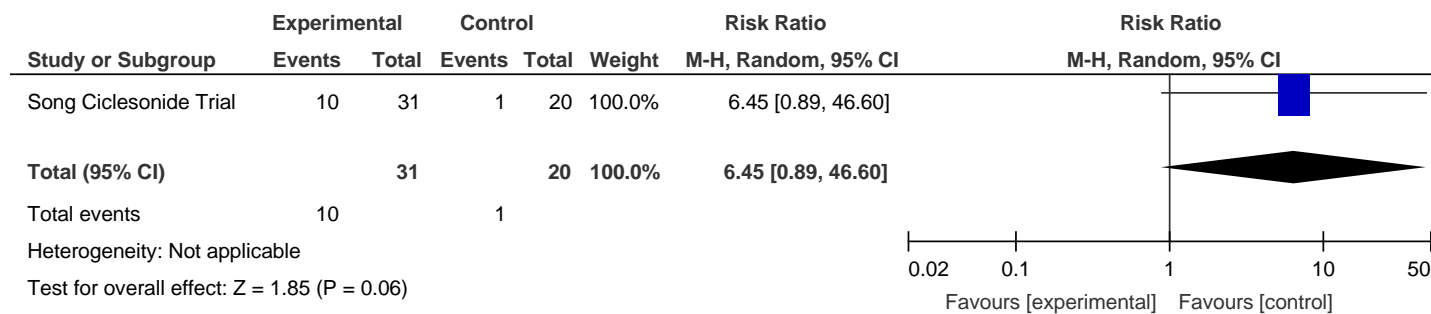 Experimental Control Risk Ratio Risk Ratio
Study or Subgroup Events Total Events Total Weight M-H, Random, 95% CI M-H, Random, 95% CI
Song Ciclesonide Trial 10 31 1 20 100.0% 6.45 [0.89, 46.60]
Total (95% CI) 31 20 100.0% 6.45 [0.89, 46.60]
Total events 10 1
Heterogeneity: Not applicable
Test for overall effect: Z = 1.85 (P = 0.06)
0.02 0.1 1 10 50
Favours [experimental] Favours [control]